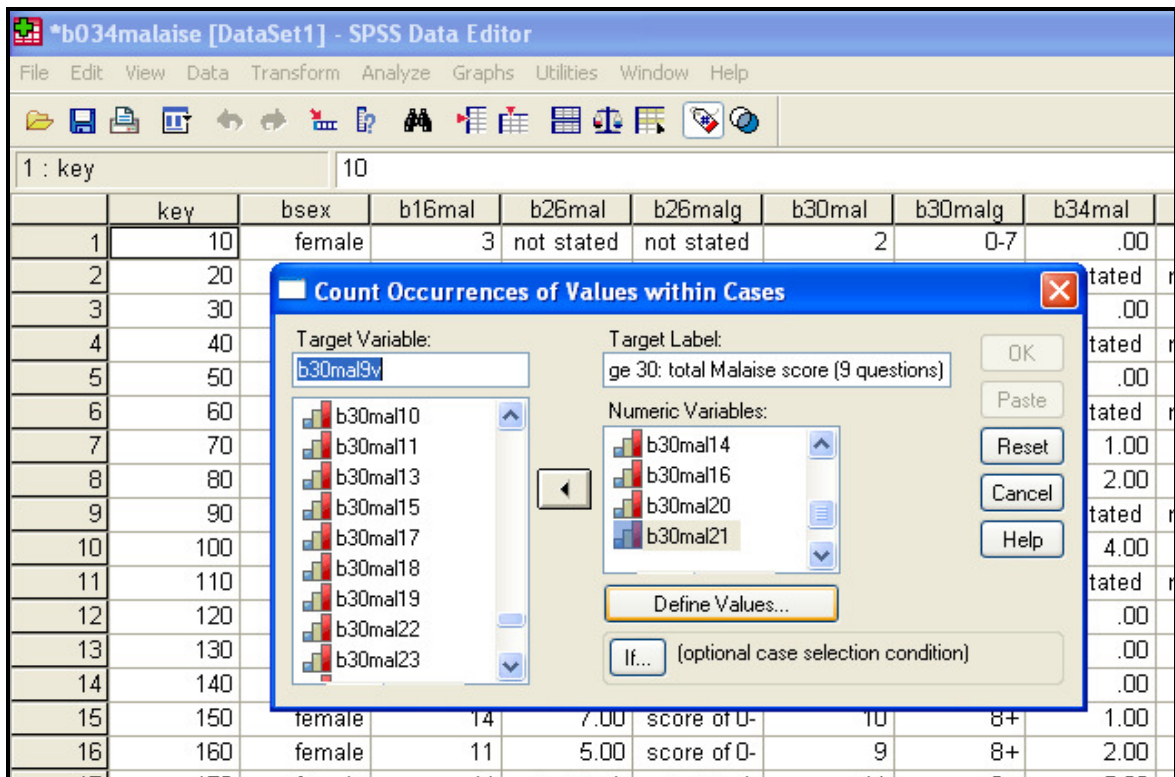 *b034malaise [DataSet1] - SPSS Data Editor
File Edit View Data Transform Analyze Graphs Utilities Window Help
1 : key 10
key bsex b16mal b26mal b26malg b30mal b30malg b34mal
1 10 female 3 not stated not stated 2 0-7 .00
2 20 tated
3 30 .00
4 40 tated
5 50 .00
6 60 tated
7 70 1.00
8 80 2.00
9 90 tated
10 100 4.00
11 110 tated
12 120 .00
13 130 .00
14 140 .00
15 150 female 14 7.00 score of 0- 10 8+ 1.00
16 160 female 11 5.00 score of 0- 9 8+ 2.00
Count Occurrences of Values within Cases
Target Variable:
b30mal9v
Target Label:
ge 30: total Malaise score (9 questions)
b30mal10
b30mal11
b30mal13
b30mal15
b30mal17
b30mal18
b30mal19
b30mal22
b30mal23
Numeric Variables:
b30mal14
b30mal16
b30mal20
b30mal21
Define Values...
If... (optional case selection condition)
OK
Paste
Reset
Cancel
Help